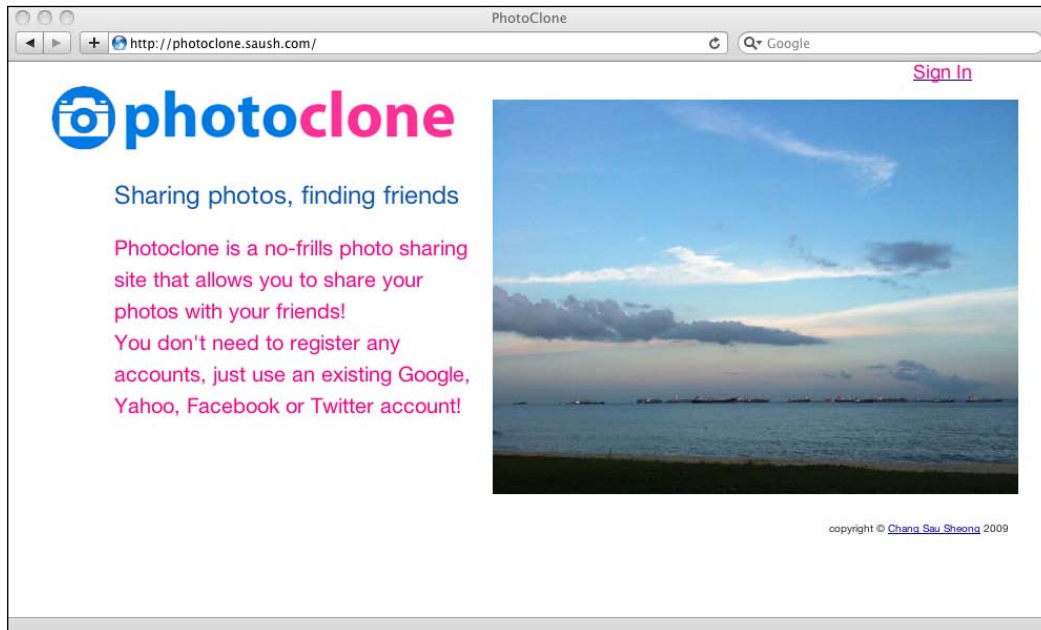 PhotoClone
http://photoclone.saush.com/
Google
Sign In
photoclone
Sharing photos, finding friends
Photoclone is a no-frills photo sharing
site that allows you to share your
photos with your friends!
You don't need to register any
accounts, just use an existing Google,
Yahoo, Facebook or Twitter account!
copyright © Chang Sau Sheong 2009